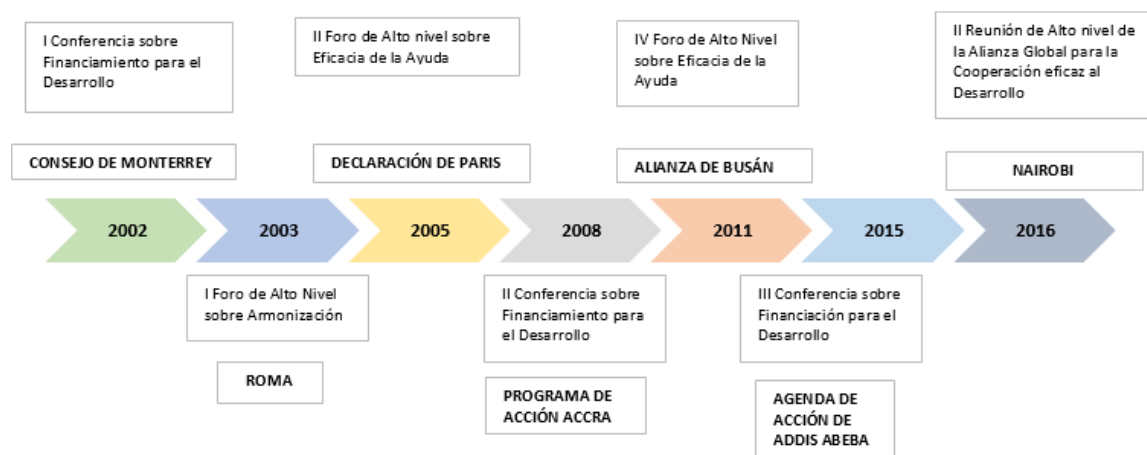 I Conferencia sobre
Financiamiento para el
Desarrollo
II Foro de Alto nivel sobre
Eficacia de la Ayuda
IV Foro de Alto Nivel
sobre Eficacia de la
Ayuda
II Reunión de Alto nivel de
la Alianza Global para la
Cooperación eficaz al
Desarrollo
CONSEJO DE MONTERREY
DECLARACIÓN DE PARIS
ALIANZA DE BUSÁN
NAIROBI
2002
2003
2005
2008
2011
2015
2016
I Foro de Alto Nivel
sobre Armonización
II Conferencia sobre
Financiamiento para
el Desarrollo
III Conferencia sobre
Financiación para el
Desarrollo
ROMA
PROGRAMA DE
ACCIÓN ACCRA
AGENDA DE
ACCIÓN DE
ADDIS ABEBA